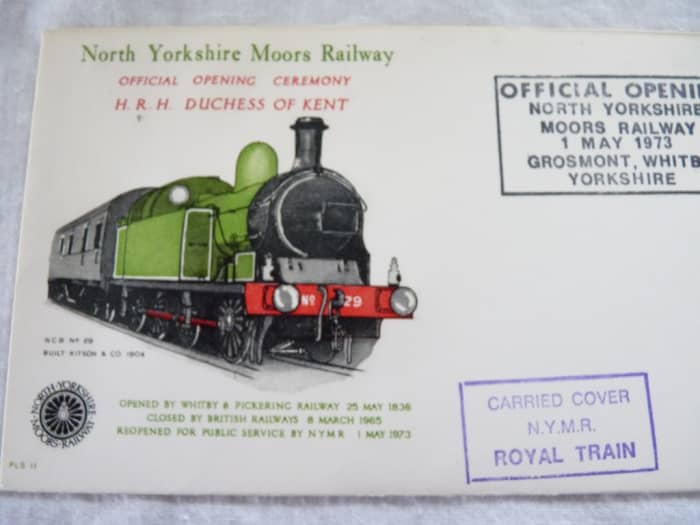 North Yorkshire Moors Railway
OFFICIAL OPENING CEREMONY
H. R. H. DUCHESS OF KENT
OFFICIAL OPENI
NORTH YORKSHIRE
MOORS RAILWAY
1 MAY 1973
GROSMONT, WHITB
YORKSHIRE
No 29
N.C.B. No 29
BUILT KITSON & CO. 1904
NORTH·YORKSHIRE
MOORS·RAILWAY
OPENED BY WHITBY & PICKERING RAILWAY 25 MAY 1836
CLOSED BY BRITISH RAILWAYS 8 MARCH 1965
REOPENED FOR PUBLIC SERVICE BY N Y M R 1 MAY 1973
PLS 11
CARRIED COVER
N.Y.M.R.
ROYAL TRAIN